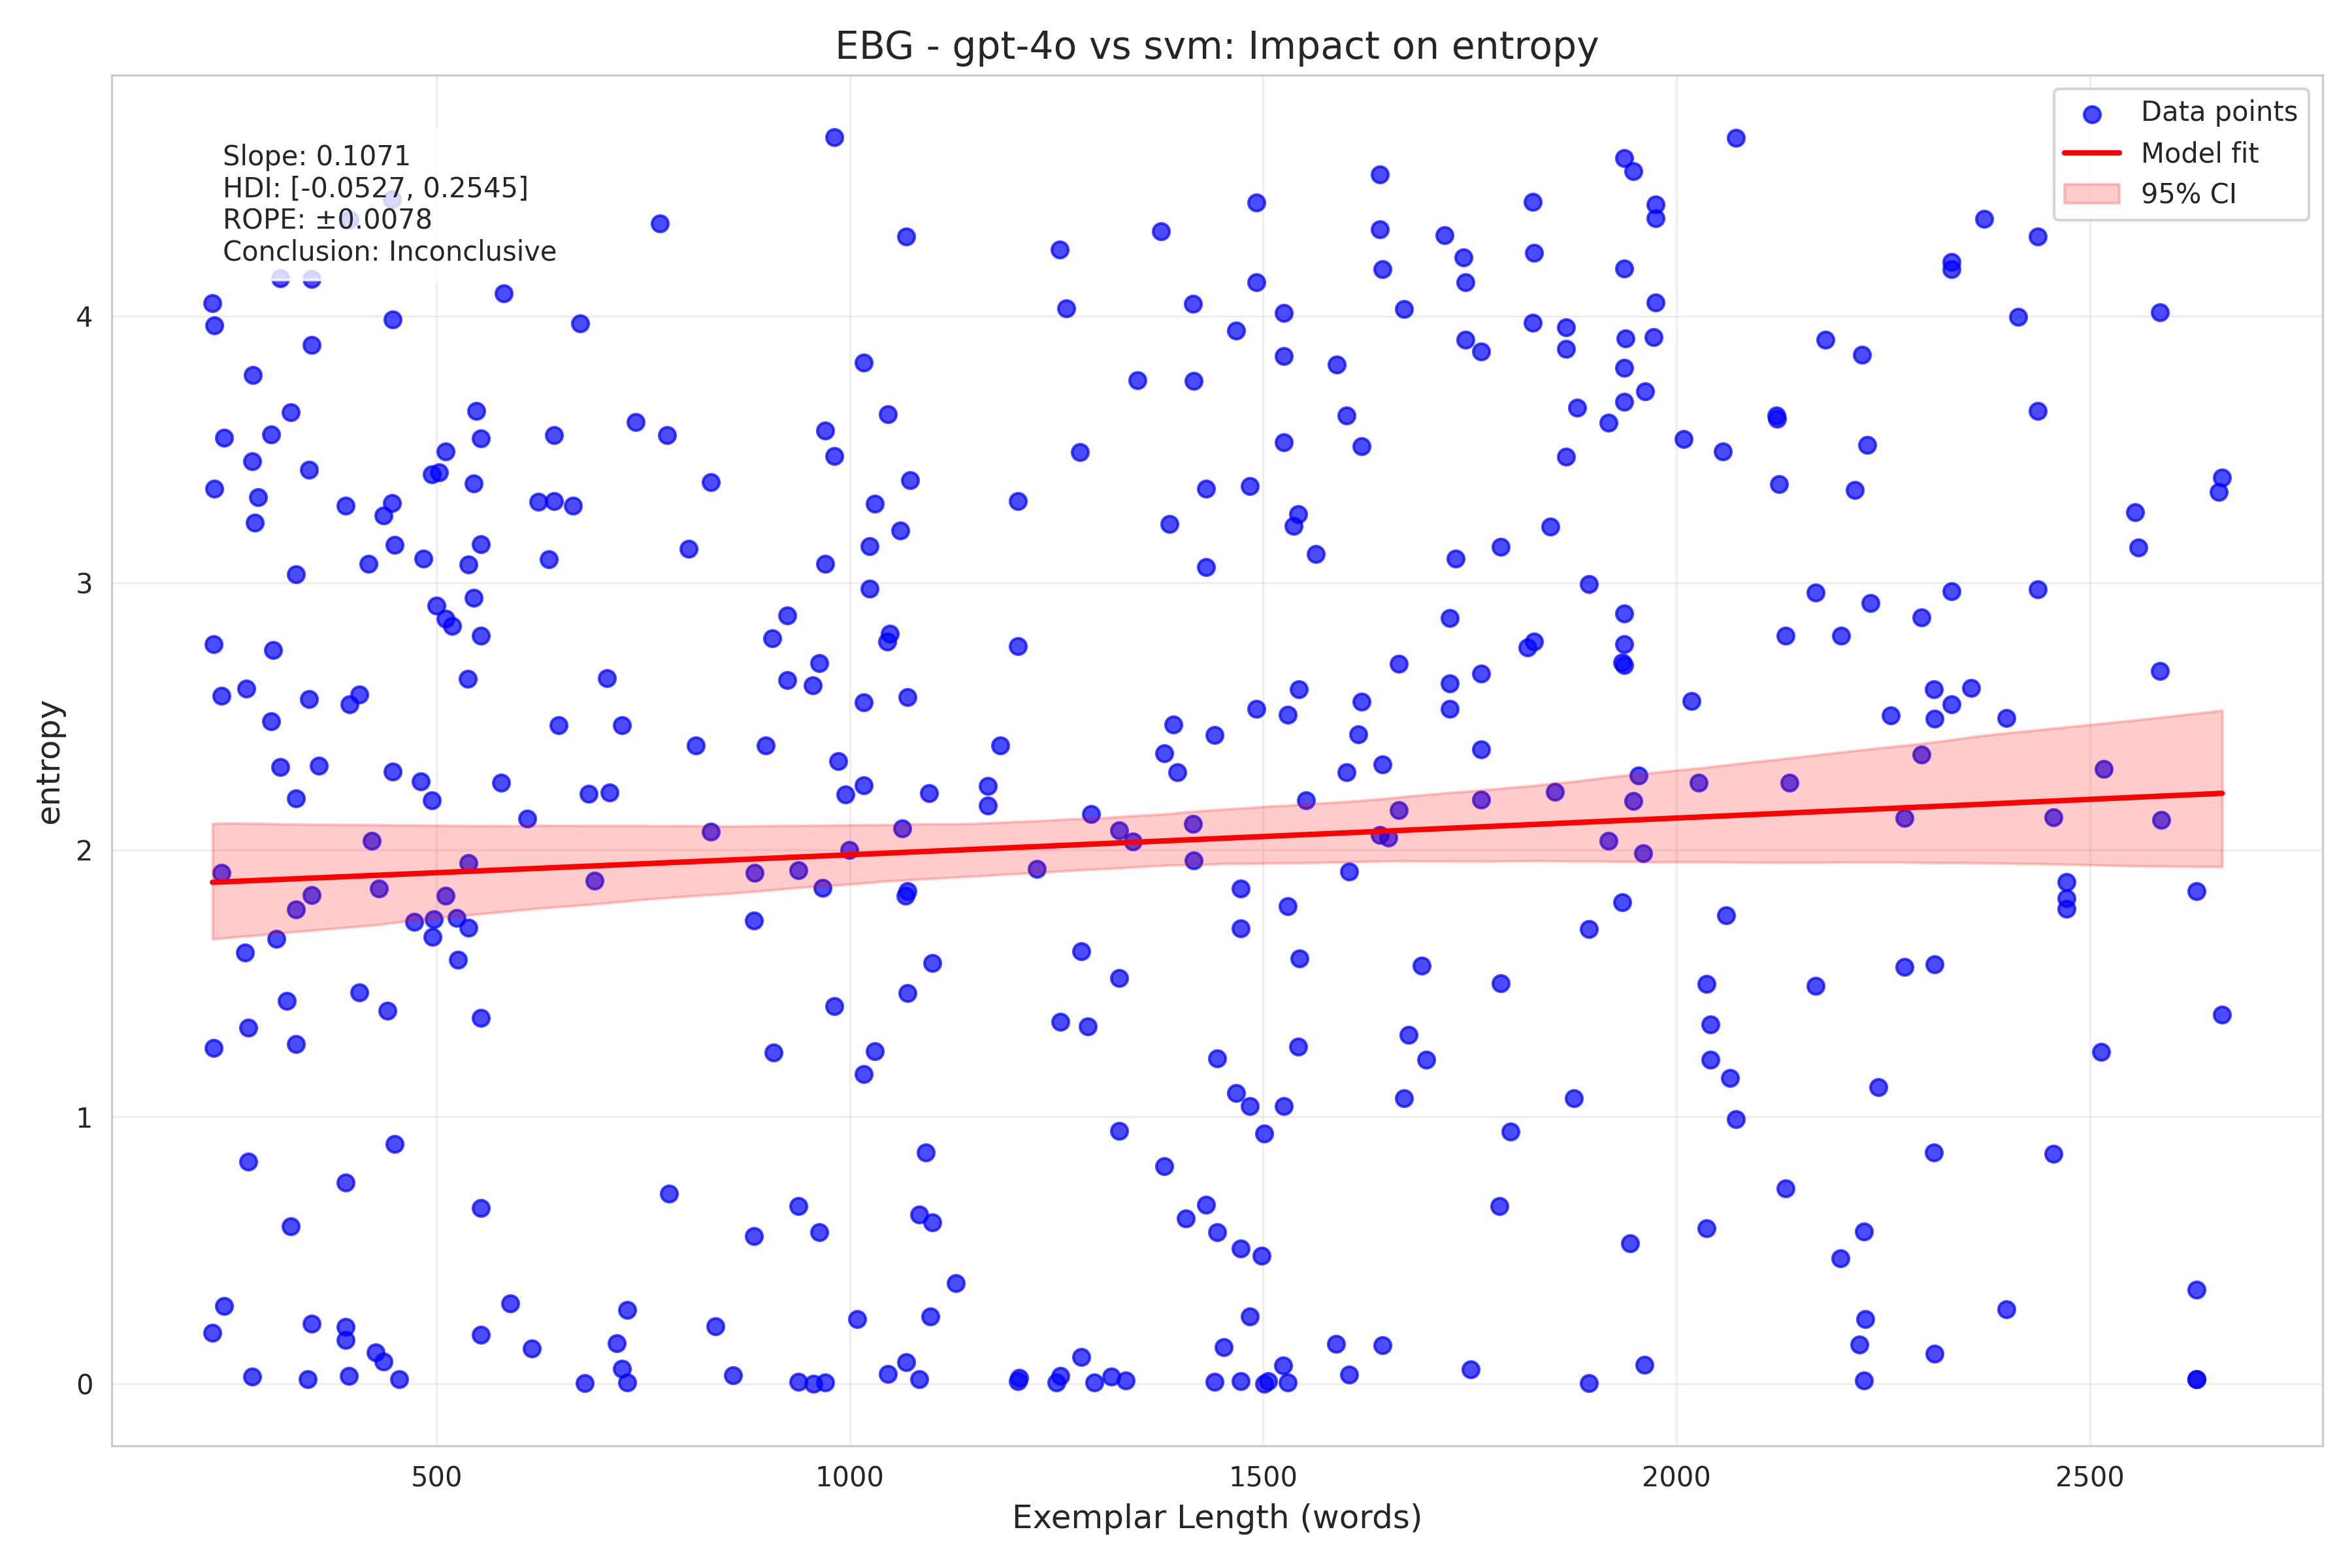 EBG - gpt-4o vs svm: Impact on entropy
Slope: 0.1071
HDI: [-0.0527, 0.2545]
ROPE: ±0.0078
Conclusion: Inconclusive
Data points
Model fit
95% CI
entropy
4
3
2
1
0
500 1000 1500 2000 2500
Exemplar Length (words)